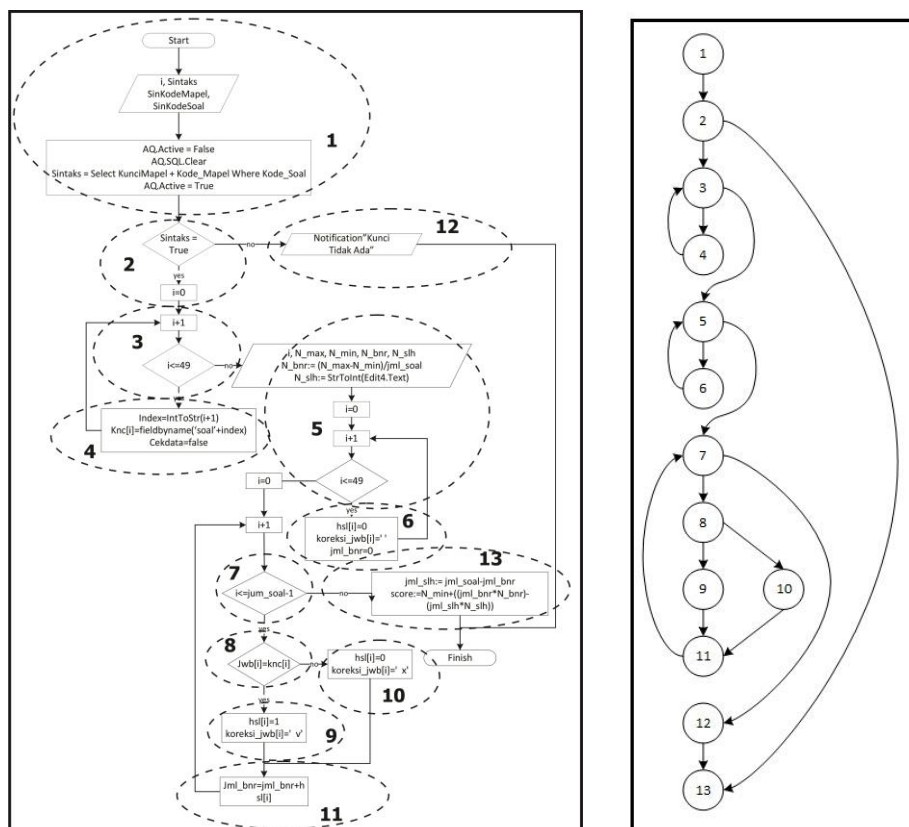 Start
i, Sintaks
SinKodeMapel,
SinKodeSoal
1
AQ.Active = False
AQ.SQL.Clear
Sintaks = Select KunciMapel + Kode_Mapel Where Kode_Soal
AQ.Active = True
Sintaks =
True
no
Notification"Kunci
Tidak Ada"
12
2
yes
i=0
i+1
3
i<=49
no
i, N_max, N_min, N_bnr, N_slh
N_bnr:= (N_max-N_min)/jml_soal
N_slh:= StrToInt(Edit4.Text)
yes
Index=IntToStr(i+1)
Knc[i]=fieldbyname('soal'+index)
Cekdata=false
4
i=0
5
i+1
i<=49
yes
i=0
i+1
hsl[i]=0
koreksi_jwb[i]=' '
jml_bnr=0
6
7
i<=jum_soal-1
no
13
jml_slh:= jml_soal-jml_bnr
score:=N_min+((jml_bnr*N_bnr)-
(jml_slh*N_slh))
yes
8
Jwb[i]=knc[i]
no
hsl[i]=0
koreksi_jwb[i]=' x'
10
Finish
yes
hsl[i]=1
koreksi_jwb[i]=' v'
9
Jml_bnr=jml_bnr+h
sl[i]
11
1
2
3
4
5
6
7
8
9
10
11
12
13